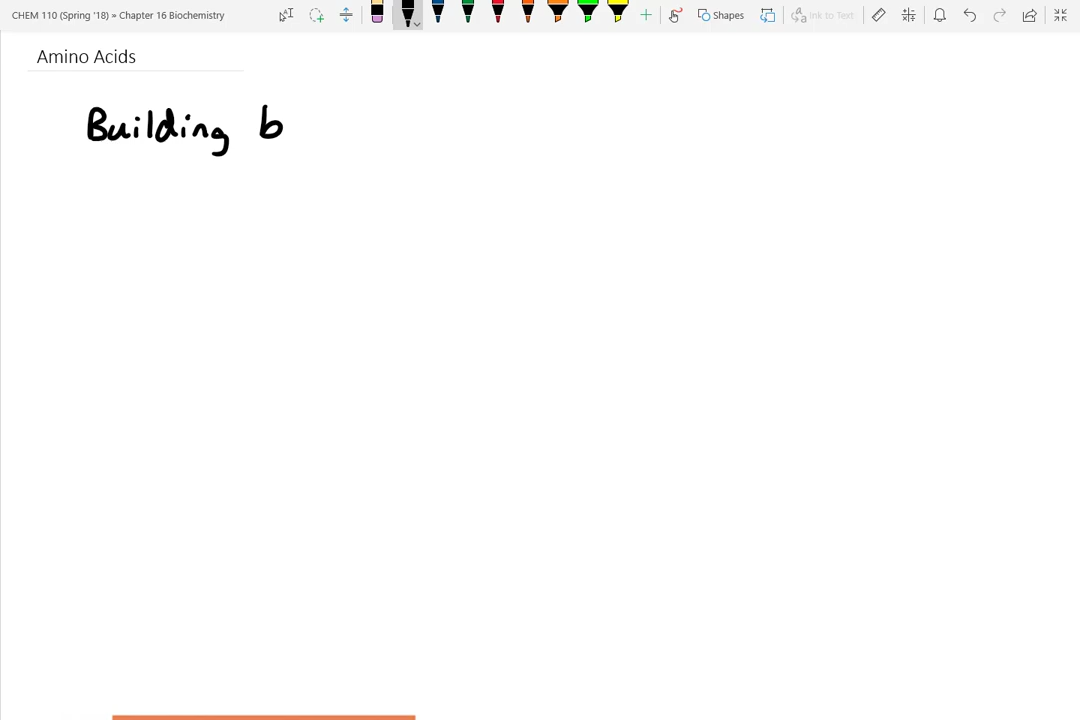 CHEM 110 (Spring '18) » Chapter 16 Biochemistry
Shapes
Ink to Text
Amino Acids
Building b